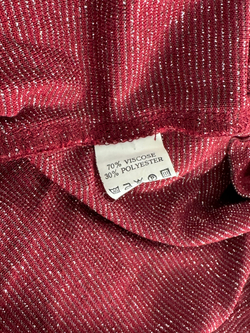 70% VISCOSE
30% POLYESTER